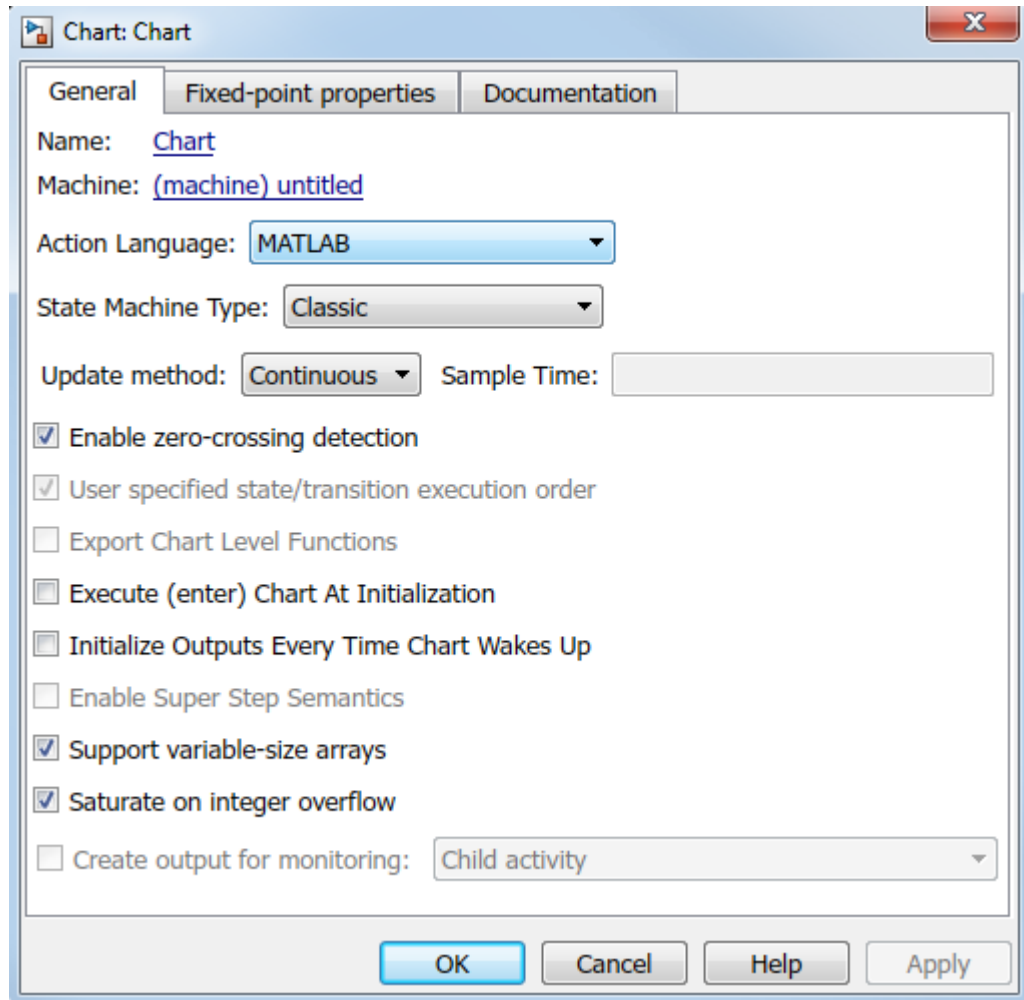 Chart: Chart
General Fixed-point properties Documentation
Name: Chart
Machine: (machine) untitled
Action Language: MATLAB
State Machine Type: Classic
Update method: Continuous Sample Time:
Enable zero-crossing detection
User specified state/transition execution order
Export Chart Level Functions
Execute (enter) Chart At Initialization
Initialize Outputs Every Time Chart Wakes Up
Enable Super Step Semantics
Support variable-size arrays
Saturate on integer overflow
Create output for monitoring: Child activity
OK Cancel Help Apply